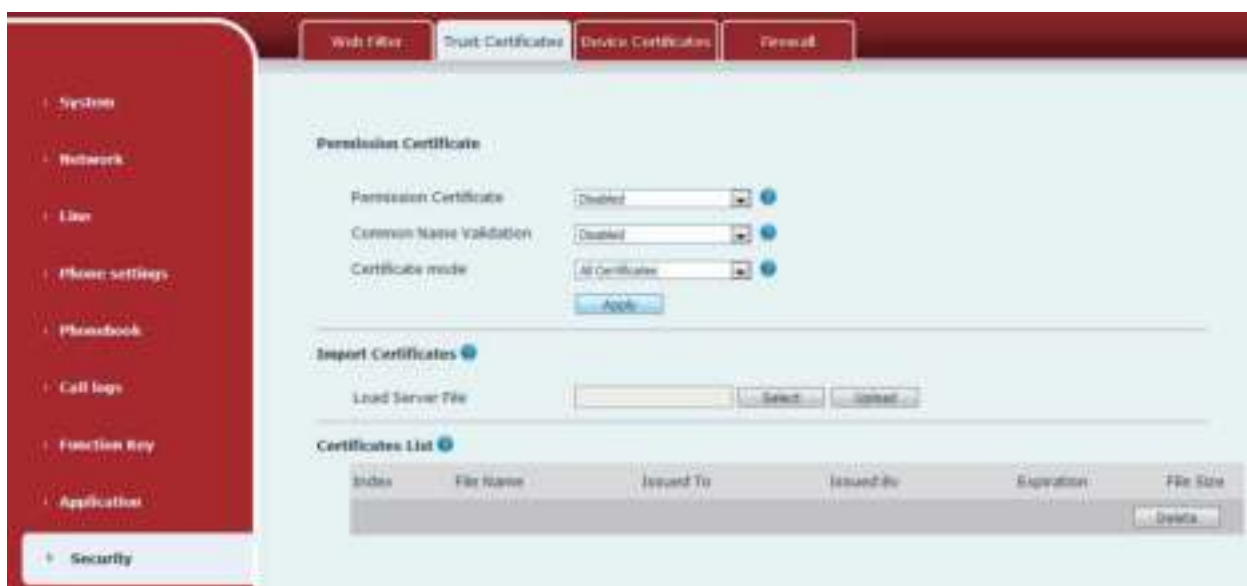 Web Filter Trust Certificates Device Certificates Firewall
System
Network
Line
Phone settings
Phonebook
Call logs
Function Key
Application
Security
Permission Certificate
Permission Certificate Disabled
Common Name Validation Disabled
Certificate mode All Certificates
Apply
Import Certificates
Load Server File Select Upload
Certificates List
Index File Name Issued To Issued By Expiration File Size
Delete